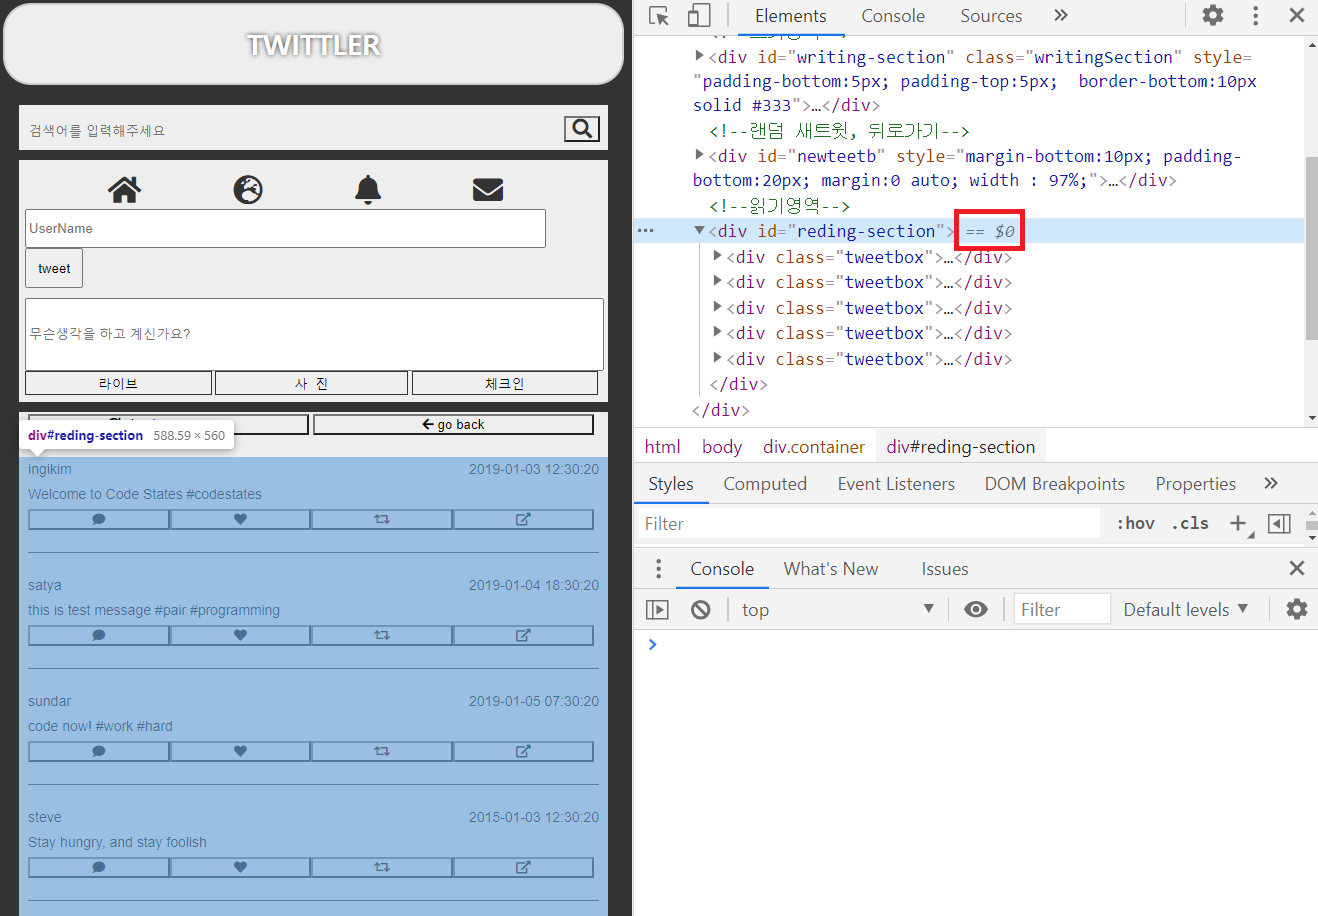 TWITTLER
검색어를 입력해주세요
UserName
tweet
무슨생각을 하고 계신가요?
라이브
사 진
체크인
go back
div#reding-section 588.59 × 560
ingikim 2019-01-03 12:30:20
Welcome to Code States #codestates
satya 2019-01-04 18:30:20
this is test message #pair #programming
sundar 2019-01-05 07:30:20
code now! #work #hard
steve 2015-01-03 12:30:20
Stay hungry, and stay foolish
Elements Console Sources »
<div id="writing-section" class="writingSection" style=
"padding-bottom:5px; padding-top:5px;  border-bottom:10px
solid #333">…</div>
<!--랜덤 새트윗, 뒤로가기-->
<div id="newteetb" style="margin-bottom:10px; padding-
bottom:20px; margin:0 auto; width : 97%;">…</div>
<!--읽기영역-->
<div id="reding-section"> == $0
<div class="tweetbox">…</div>
<div class="tweetbox">…</div>
<div class="tweetbox">…</div>
<div class="tweetbox">…</div>
<div class="tweetbox">…</div>
</div>
</div>
html body div.container div#reding-section
Styles Computed Event Listeners DOM Breakpoints Properties »
Filter :hov .cls +
Console What's New Issues
top Filter Default levels ▼